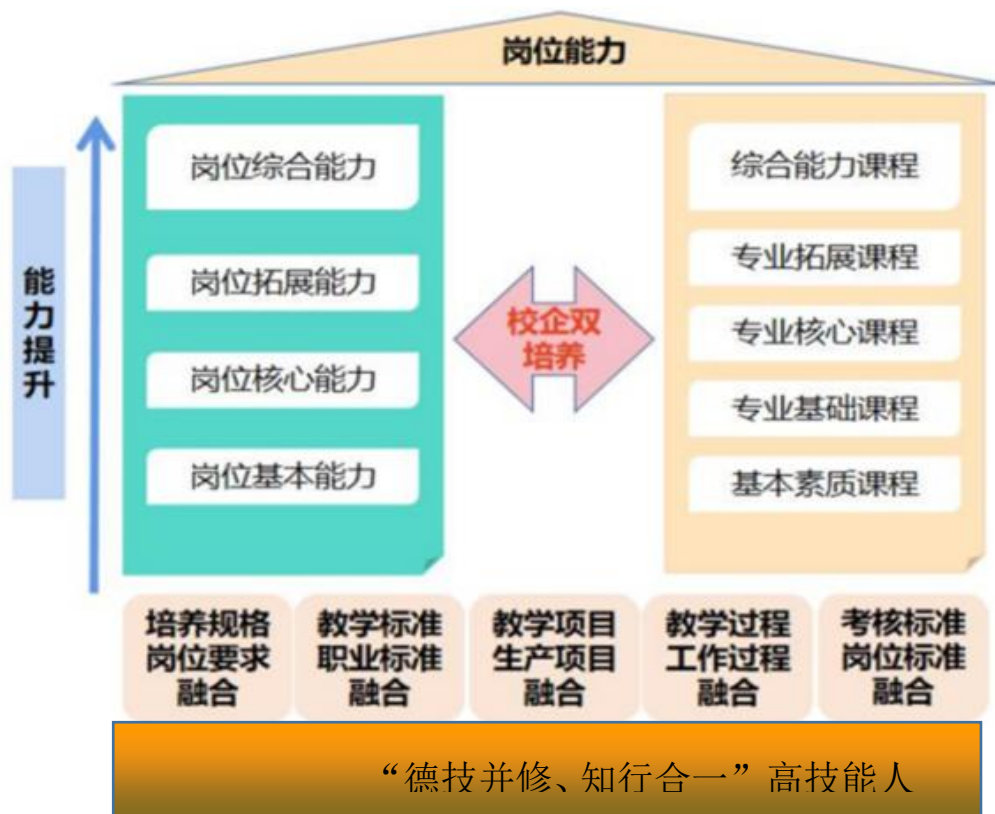 岗位能力
能力提升
岗位综合能力
岗位拓展能力
岗位核心能力
岗位基本能力
校企双
培养
综合能力课程
专业拓展课程
专业核心课程
专业基础课程
基本素质课程
培养规格
岗位要求
融合
教学标准
职业标准
融合
教学项目
生产项目
融合
教学过程
工作过程
融合
考核标准
岗位标准
融合
“德技并修、知行合一”高技能人